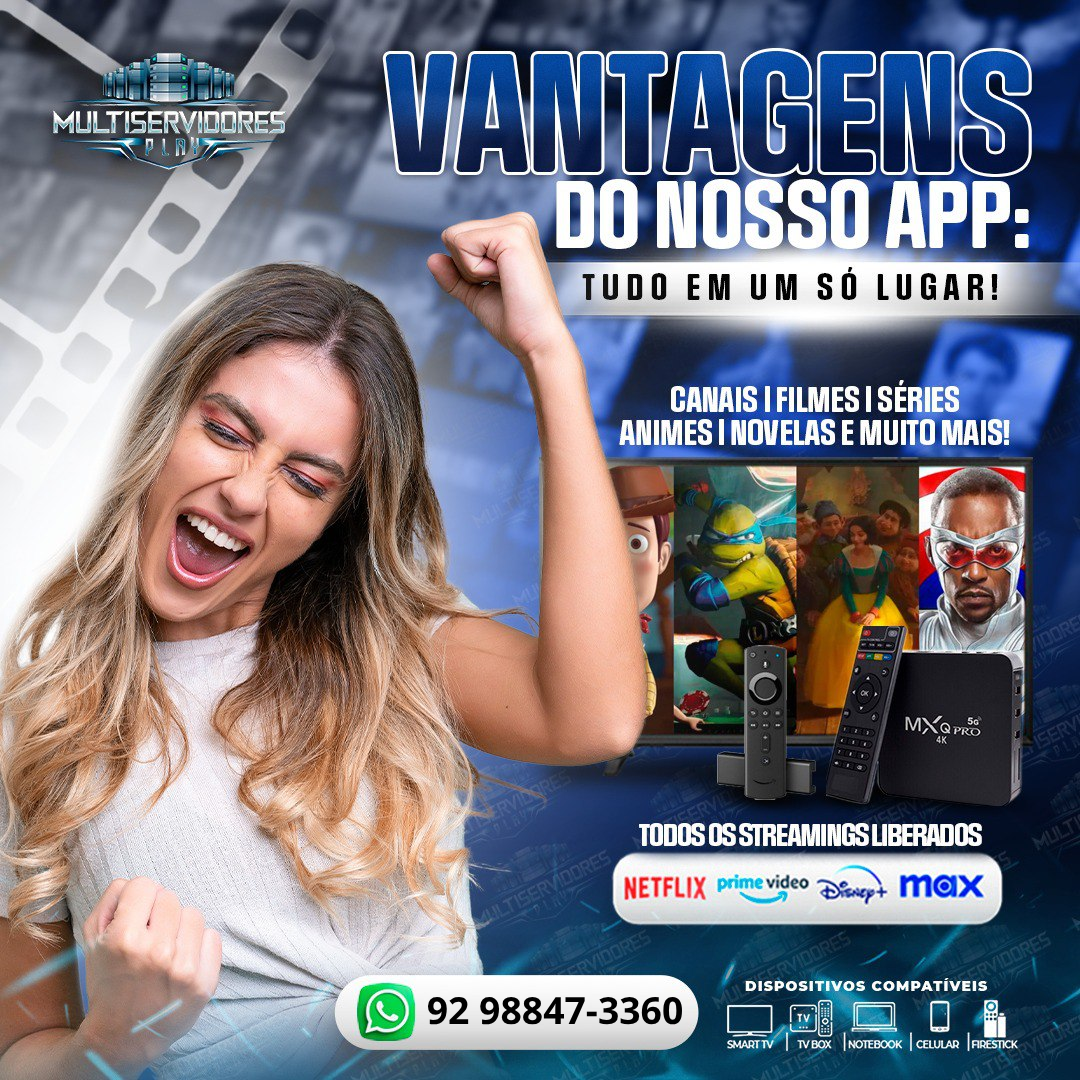 MULTISERVIDORES
PLAY
VANTAGENS
DO NOSSO APP:
TUDO EM UM SÓ LUGAR!
CANAIS | FILMES | SÉRIES
ANIMES | NOVELAS E MUITO MAIS!
OK
MXQ PRO
5G
4K
TODOS OS STREAMINGS LIBERADOS
NETFLIX prime video Disney+ max
92 98847-3360
DISPOSITIVOS COMPATÍVEIS
TV
SMART TV | TV BOX | NOTEBOOK | CELULAR | FIRESTICK